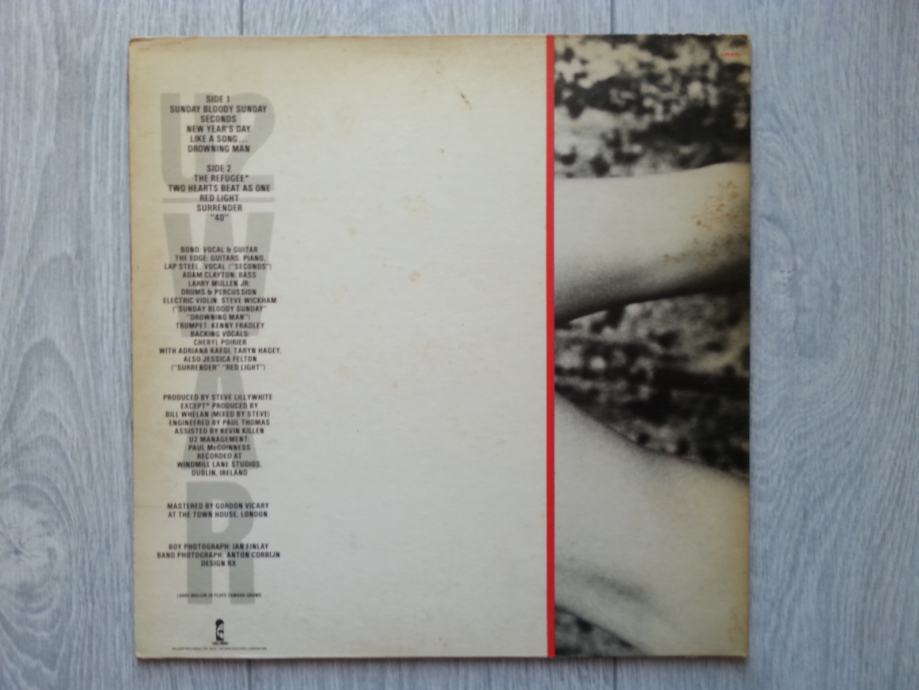 U2
WAR
SIDE 1
SUNDAY BLOODY SUNDAY
SECONDS
NEW YEAR'S DAY
LIKE A SONG...
DROWNING MAN
SIDE 2
THE REFUGEE*
TWO HEARTS BEAT AS ONE
RED LIGHT
SURRENDER
"40"
BONO: VOCAL & GUITAR
THE EDGE: GUITARS, PIANO,
LAP STEEL, VOCAL ("SECONDS")
ADAM CLAYTON: BASS
LARRY MULLEN JR:
DRUMS & PERCUSSION
ELECTRIC VIOLIN: STEVE WICKHAM
("SUNDAY BLOODY SUNDAY"
"DROWNING MAN")
TRUMPET: KENNY FRADLEY
BACKING VOCALS:
CHERYL POIRIER
WITH ADRIANA KAEGI, TARYN HAGEY,
ALSO JESSICA FELTON
("SURRENDER" "RED LIGHT")
PRODUCED BY STEVE LILLYWHITE
EXCEPT* PRODUCED BY
BILL WHELAN (MIXED BY STEVE)
ENGINEERED BY PAUL THOMAS
ASSISTED BY KEVIN KILLEN
U2 MANAGEMENT:
PAUL McGUINNESS
RECORDED AT
WINDMILL LANE STUDIOS,
DUBLIN, IRELAND
MASTERED BY GORDON VICARY
AT THE TOWN HOUSE, LONDON
BOY PHOTOGRAPH: IAN FINLAY
BAND PHOTOGRAPH: ANTON CORBIJN
DESIGN RX
LARRY MULLEN JR PLAYS YAMAHA DRUMS